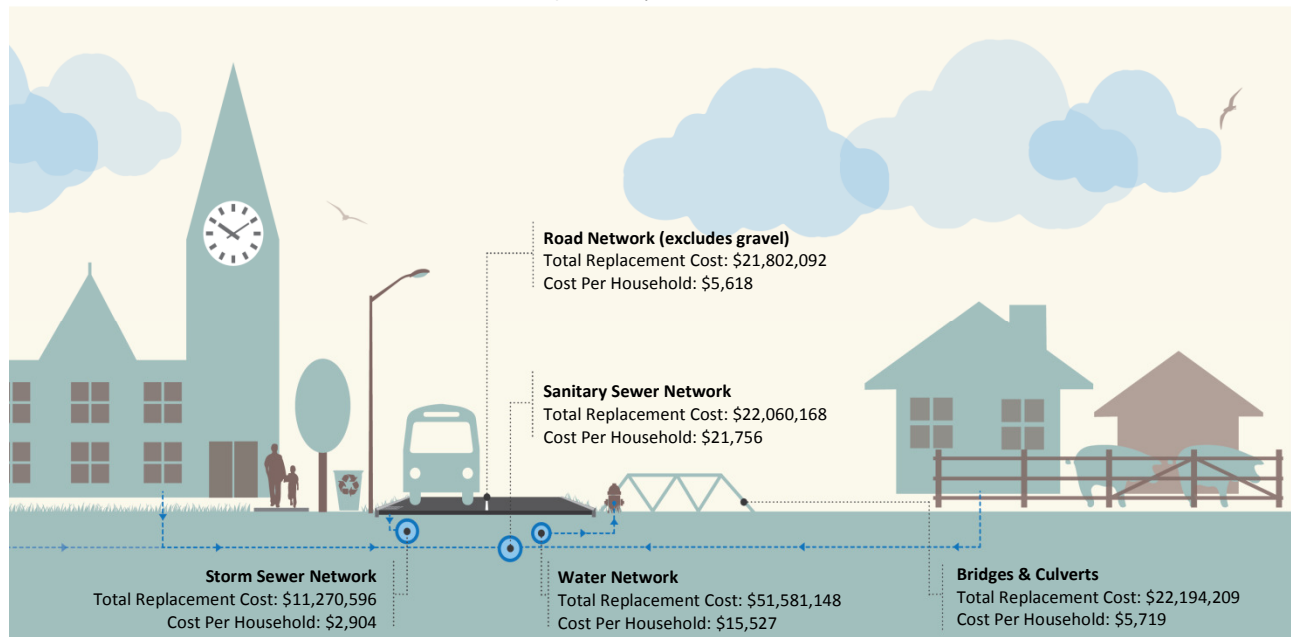 Road Network (excludes gravel)
Total Replacement Cost: $21,802,092
Cost Per Household: $5,618
Sanitary Sewer Network
Total Replacement Cost: $22,060,168
Cost Per Household: $21,756
Storm Sewer Network
Total Replacement Cost: $11,270,596
Cost Per Household: $2,904
Water Network
Total Replacement Cost: $51,581,148
Cost Per Household: $15,527
Bridges & Culverts
Total Replacement Cost: $22,194,209
Cost Per Household: $5,719